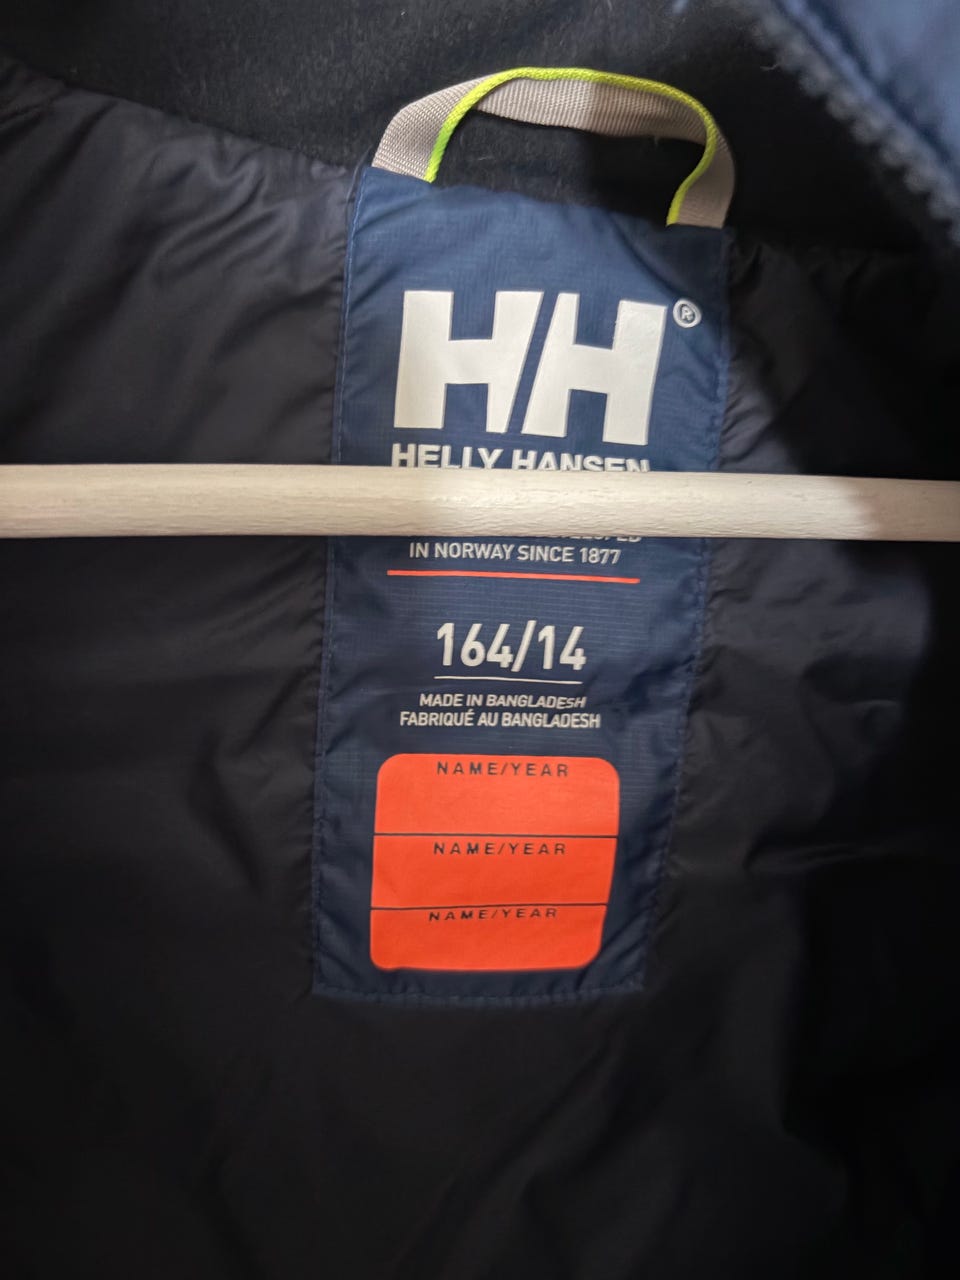 HH®
HELLY HANSEN
IN NORWAY SINCE 1877
164/14
MADE IN BANGLADESH
FABRIQUÉ AU BANGLADESH
NAME/YEAR
NAME/YEAR
NAME/YEAR